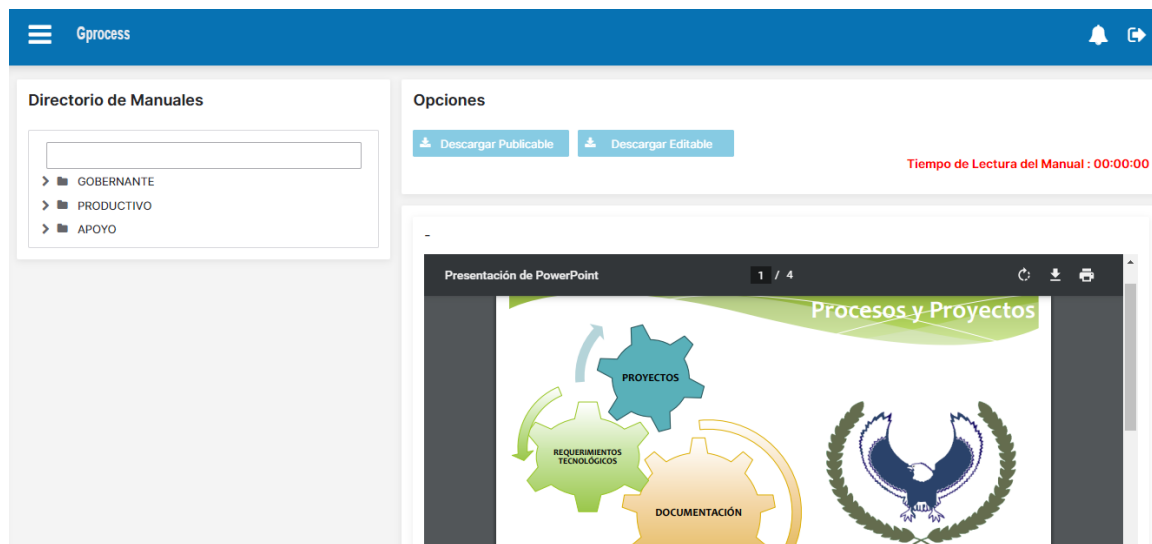 Gprocess
Directorio de Manuales
GOBERNANTE
PRODUCTIVO
APOYO
Opciones
Descargar Publicable
Descargar Editable
Tiempo de Lectura del Manual : 00:00:00
-
Presentación de PowerPoint
1 / 4
Procesos y Proyectos
PROYECTOS
REQUERIMIENTOS
TECNOLÓGICOS
DOCUMENTACIÓN